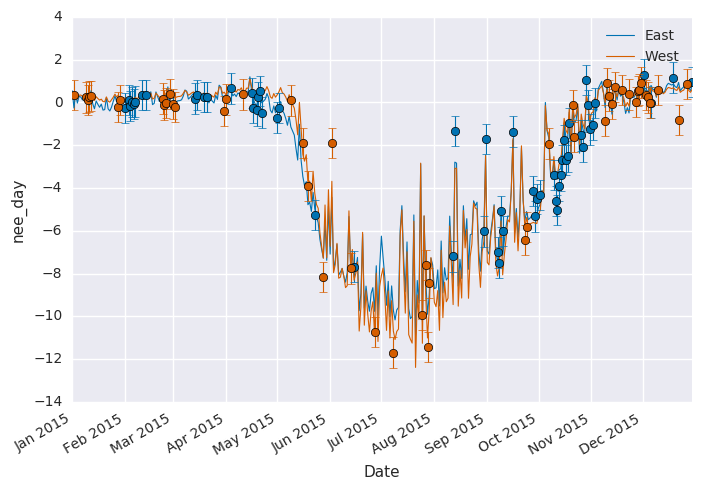 4
2
0
−2
−4
−6
−8
−10
−12
−14
nee_day
East
West
Jan 2015
Feb 2015
Mar 2015
Apr 2015
May 2015
Jun 2015
Jul 2015
Aug 2015
Sep 2015
Oct 2015
Nov 2015
Dec 2015
Date